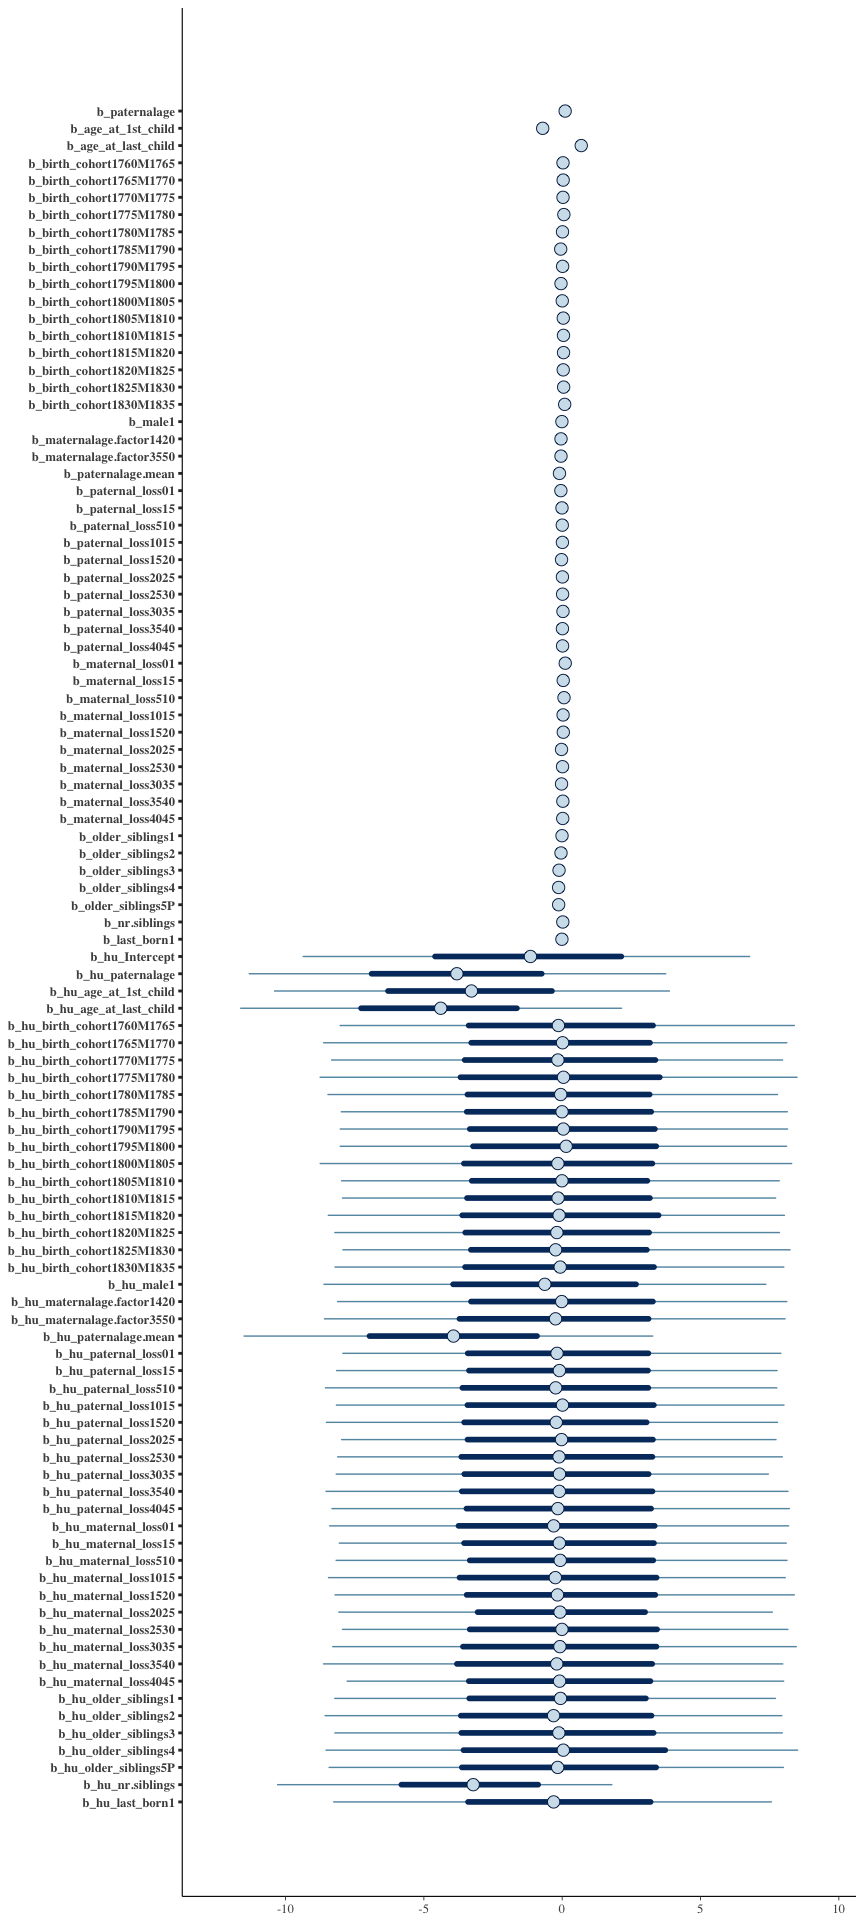 b_paternalage
b_age_at_1st_child
b_age_at_last_child
b_birth_cohort1760M1765
b_birth_cohort1765M1770
b_birth_cohort1770M1775
b_birth_cohort1775M1780
b_birth_cohort1780M1785
b_birth_cohort1785M1790
b_birth_cohort1790M1795
b_birth_cohort1795M1800
b_birth_cohort1800M1805
b_birth_cohort1805M1810
b_birth_cohort1810M1815
b_birth_cohort1815M1820
b_birth_cohort1820M1825
b_birth_cohort1825M1830
b_birth_cohort1830M1835
b_male1
b_maternalage.factor1420
b_maternalage.factor3550
b_paternalage.mean
b_paternal_loss01
b_paternal_loss15
b_paternal_loss510
b_paternal_loss1015
b_paternal_loss1520
b_paternal_loss2025
b_paternal_loss2530
b_paternal_loss3035
b_paternal_loss3540
b_paternal_loss4045
b_maternal_loss01
b_maternal_loss15
b_maternal_loss510
b_maternal_loss1015
b_maternal_loss1520
b_maternal_loss2025
b_maternal_loss2530
b_maternal_loss3035
b_maternal_loss3540
b_maternal_loss4045
b_older_siblings1
b_older_siblings2
b_older_siblings3
b_older_siblings4
b_older_siblings5P
b_nr.siblings
b_last_born1
b_hu_Intercept
b_hu_paternalage
b_hu_age_at_1st_child
b_hu_age_at_last_child
b_hu_birth_cohort1760M1765
b_hu_birth_cohort1765M1770
b_hu_birth_cohort1770M1775
b_hu_birth_cohort1775M1780
b_hu_birth_cohort1780M1785
b_hu_birth_cohort1785M1790
b_hu_birth_cohort1790M1795
b_hu_birth_cohort1795M1800
b_hu_birth_cohort1800M1805
b_hu_birth_cohort1805M1810
b_hu_birth_cohort1810M1815
b_hu_birth_cohort1815M1820
b_hu_birth_cohort1820M1825
b_hu_birth_cohort1825M1830
b_hu_birth_cohort1830M1835
b_hu_male1
b_hu_maternalage.factor1420
b_hu_maternalage.factor3550
b_hu_paternalage.mean
b_hu_paternal_loss01
b_hu_paternal_loss15
b_hu_paternal_loss510
b_hu_paternal_loss1015
b_hu_paternal_loss1520
b_hu_paternal_loss2025
b_hu_paternal_loss2530
b_hu_paternal_loss3035
b_hu_paternal_loss3540
b_hu_paternal_loss4045
b_hu_maternal_loss01
b_hu_maternal_loss15
b_hu_maternal_loss510
b_hu_maternal_loss1015
b_hu_maternal_loss1520
b_hu_maternal_loss2025
b_hu_maternal_loss2530
b_hu_maternal_loss3035
b_hu_maternal_loss3540
b_hu_maternal_loss4045
b_hu_older_siblings1
b_hu_older_siblings2
b_hu_older_siblings3
b_hu_older_siblings4
b_hu_older_siblings5P
b_hu_nr.siblings
b_hu_last_born1
-10 -5 0 5 10